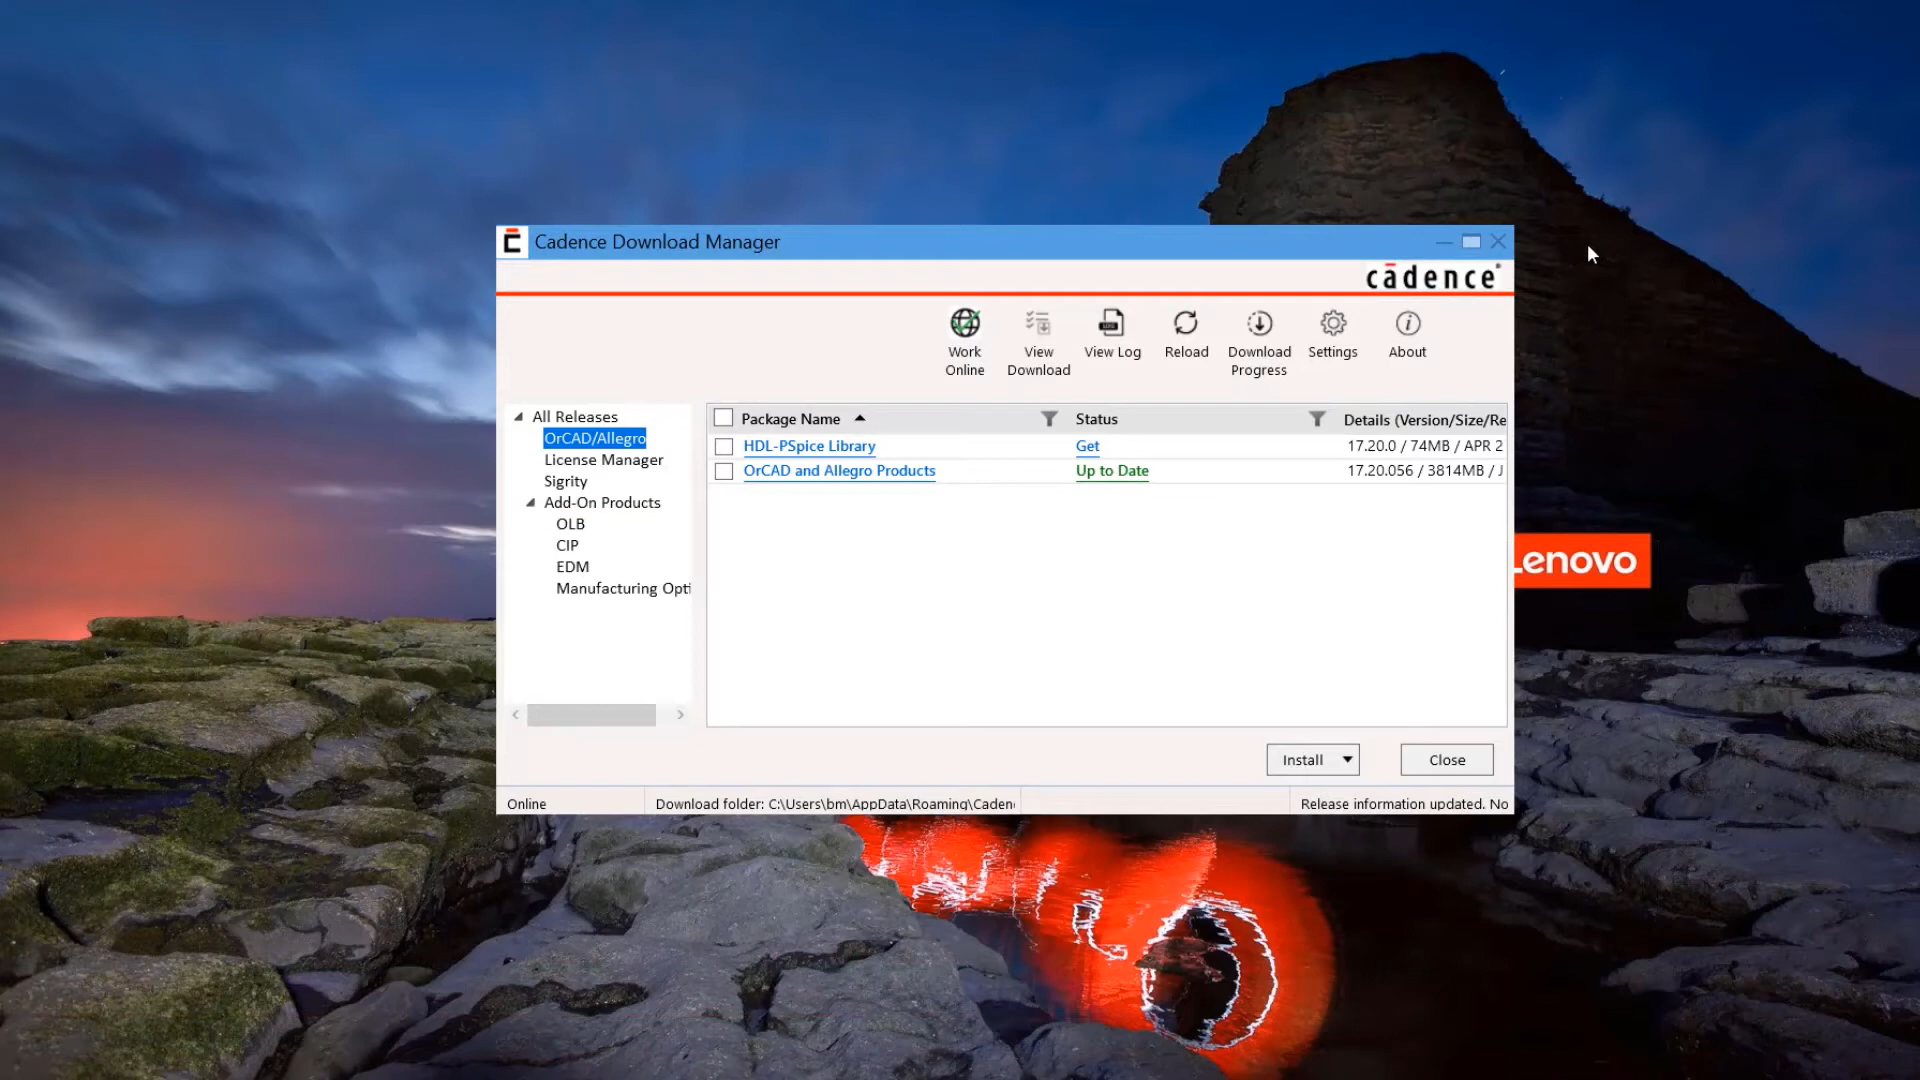 Cadence Download Manager
cādence
Work Online
View Download
View Log
Reload
Download Progress
Settings
About
All Releases
OrCAD/Allegro
License Manager
Sigrity
Add-On Products
OLB
CIP
EDM
Manufacturing Opti
Package Name
Status
Details (Version/Size/Re
HDL-PSpice Library
Get
17.20.0 / 74MB / APR 2
OrCAD and Allegro Products
Up to Date
17.20.056 / 3814MB / J
Lenovo
Install
Close
Online
Download folder: C:\Users\bm\AppData\Roaming\Caden
Release information updated. No